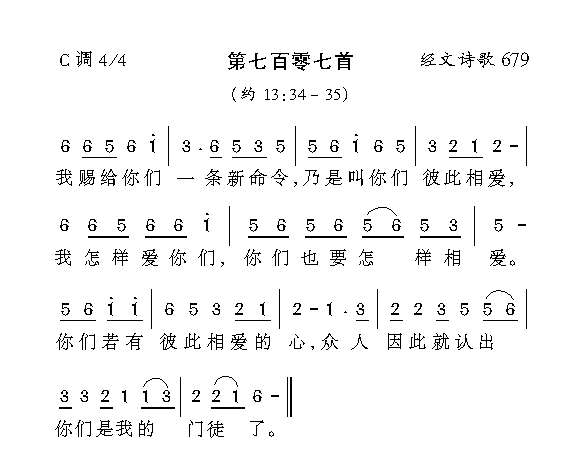 C 调 4/4 第七百零七首 经文诗歌 679
(约 13:34－35)
6 6 5 6 i | 3 . 6 5 3 5 | 5 6 i 6 5 | 3 2 1 2 - |
我赐给你们 一条新命令,乃是叫你们 彼此相爱,
6 6 5 6 6 i | 5 6 5 6 5 6 5 3 | 5 -
我怎样爱你们, 你们也要怎 样相 爱。
5 6 i i | 6 5 3 2 1 | 2 - 1 . 3 | 2 2 3 5 5 6 |
你们若有 彼此相爱的 心,众人 因此就认出
3 3 2 1 1 3 | 2 2 1 6 - ‖
你们是我的 门徒 了。